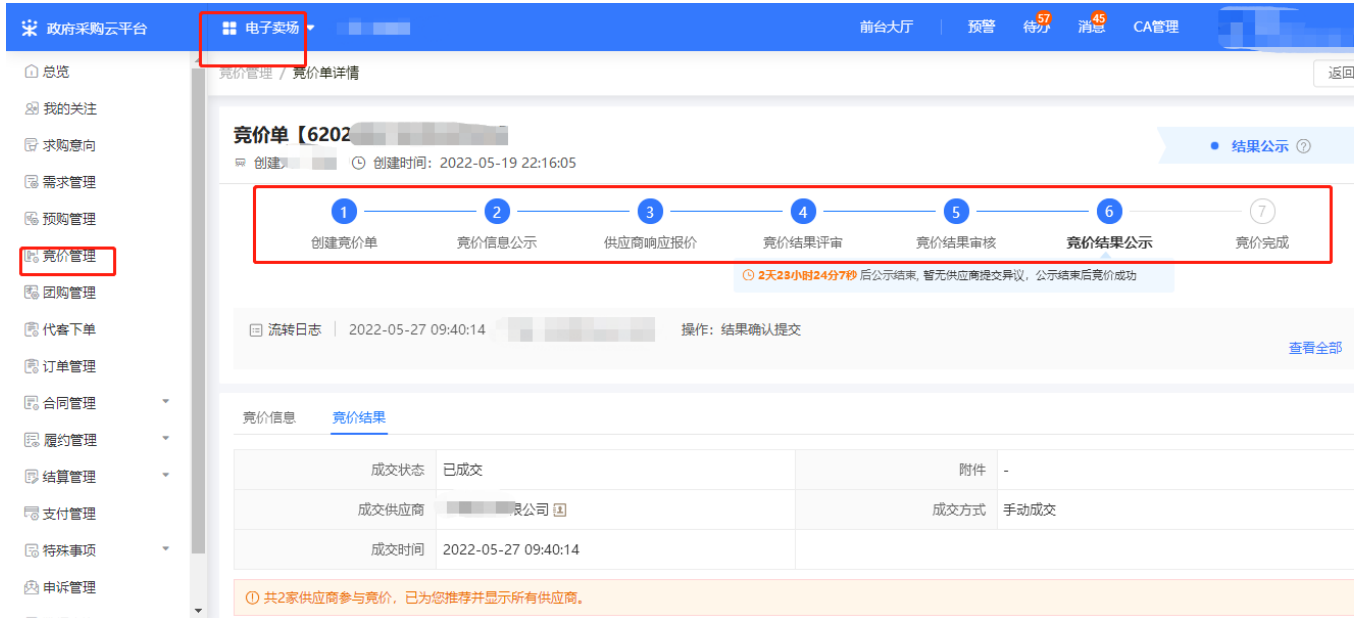 政府采购云平台
电子卖场
前台大厅
预警
待办
57
消息
45
CA管理
总览
我的关注
求购意向
需求管理
预购管理
竞价管理
团购管理
代客下单
订单管理
合同管理
履约管理
结算管理
支付管理
特殊事项
申诉管理
竞价管理 / 竞价单详情
返回
竞价单【6202
创建 创建时间：2022-05-19 22:16:05
结果公示
1 2 3 4 5 6 7
创建竞价单 竞价信息公示 供应商响应报价 竞价结果评审 竞价结果审核 竞价结果公示 竞价完成
2天23小时24分7秒 后公示结束, 暂无供应商提交异议，公示结束后竞价成功
流转日志 2022-05-27 09:40:14 操作：结果确认提交
查看全部
竞价信息 竞价结果
成交状态 已成交 附件 -
成交供应商 限公司 成交方式 手动成交
成交时间 2022-05-27 09:40:14
共2家供应商参与竞价，已为您推荐并显示所有供应商。